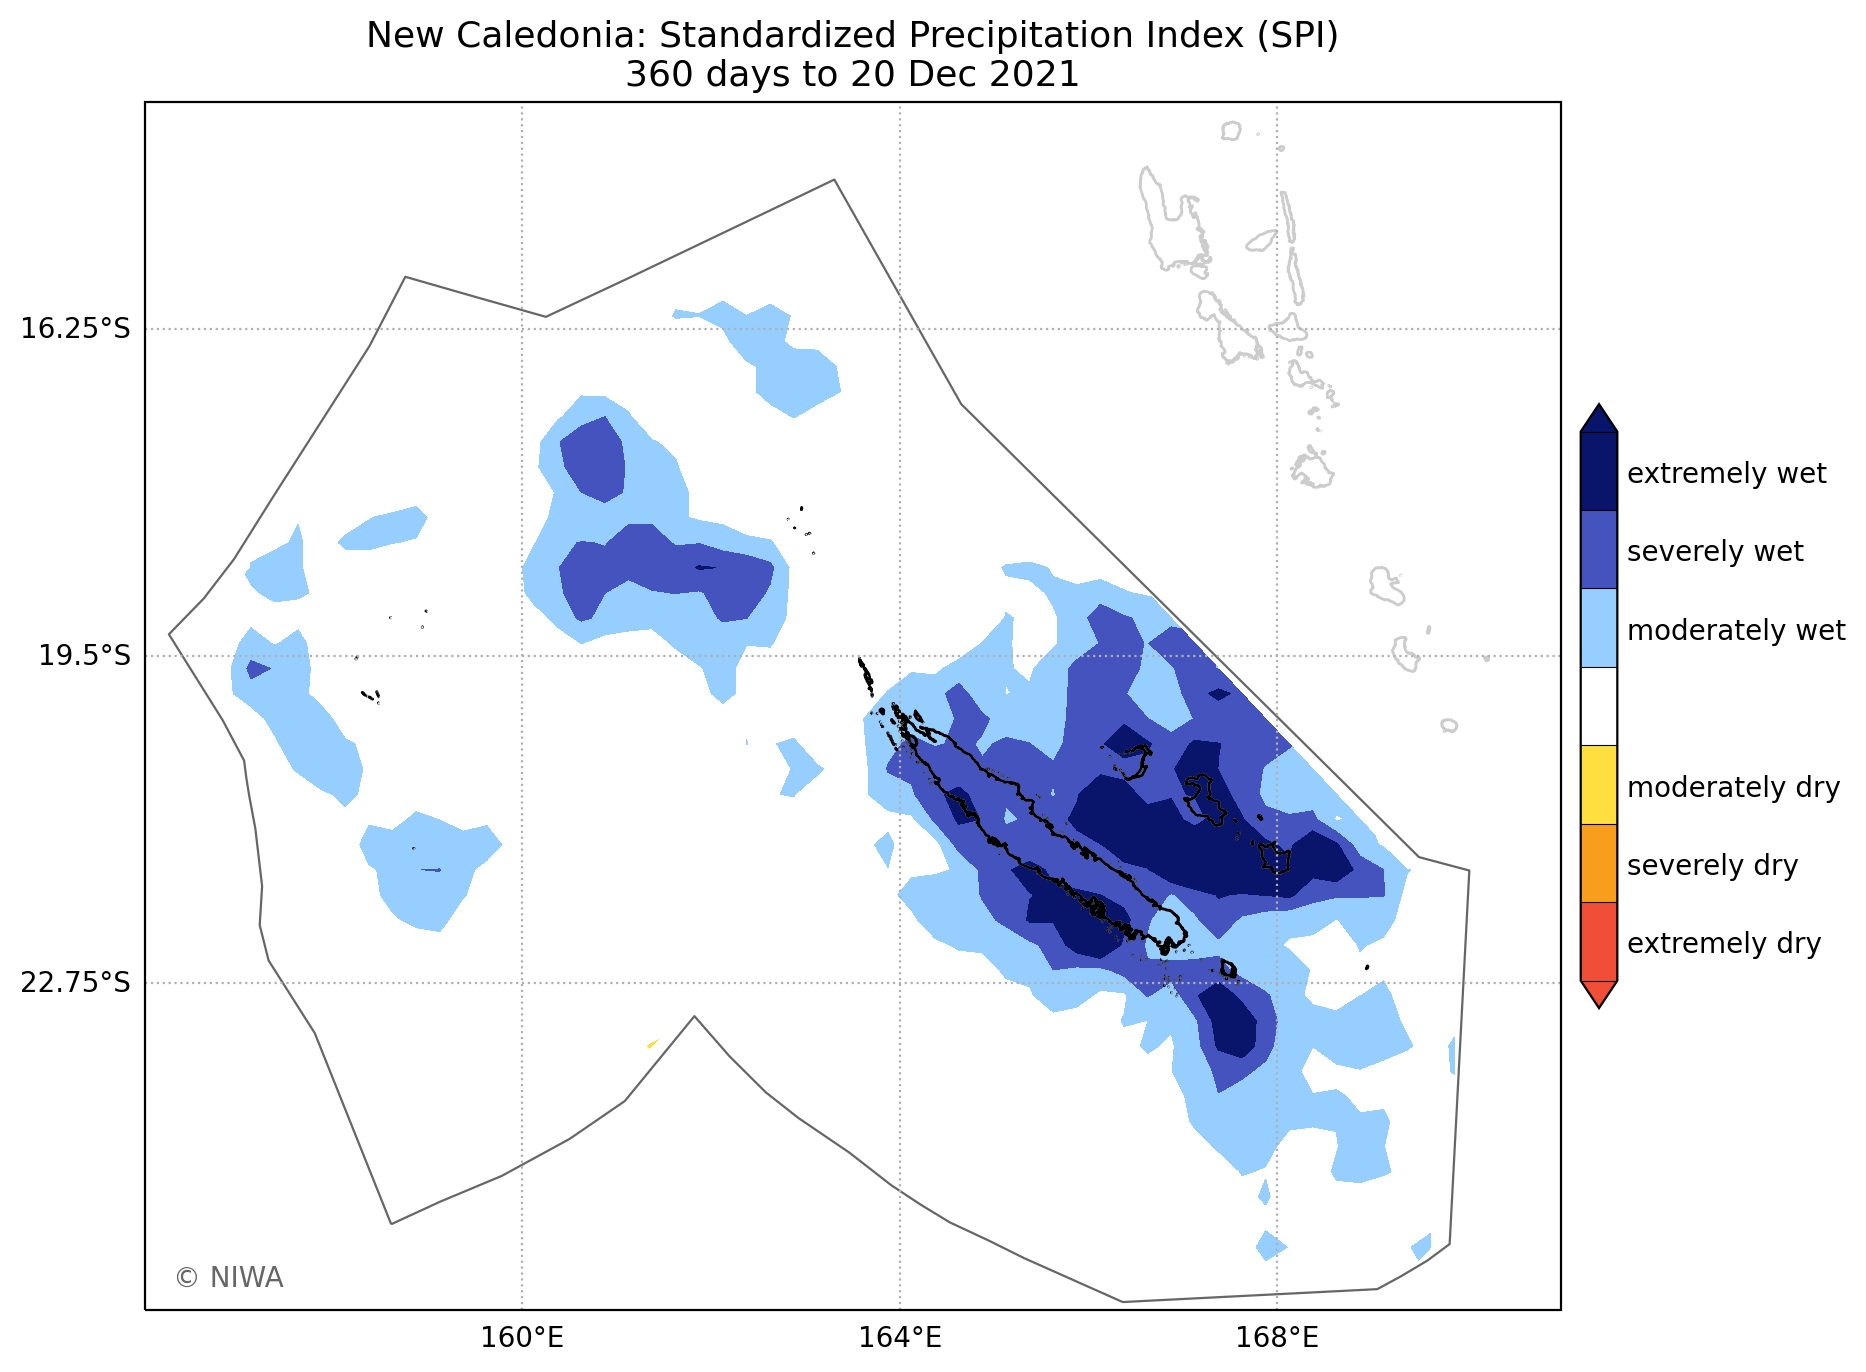 New Caledonia: Standardized Precipitation Index (SPI)
360 days to 20 Dec 2021
16.25°S
19.5°S
22.75°S
160°E
164°E
168°E
extremely wet
severely wet
moderately wet
moderately dry
severely dry
extremely dry
© NIWA